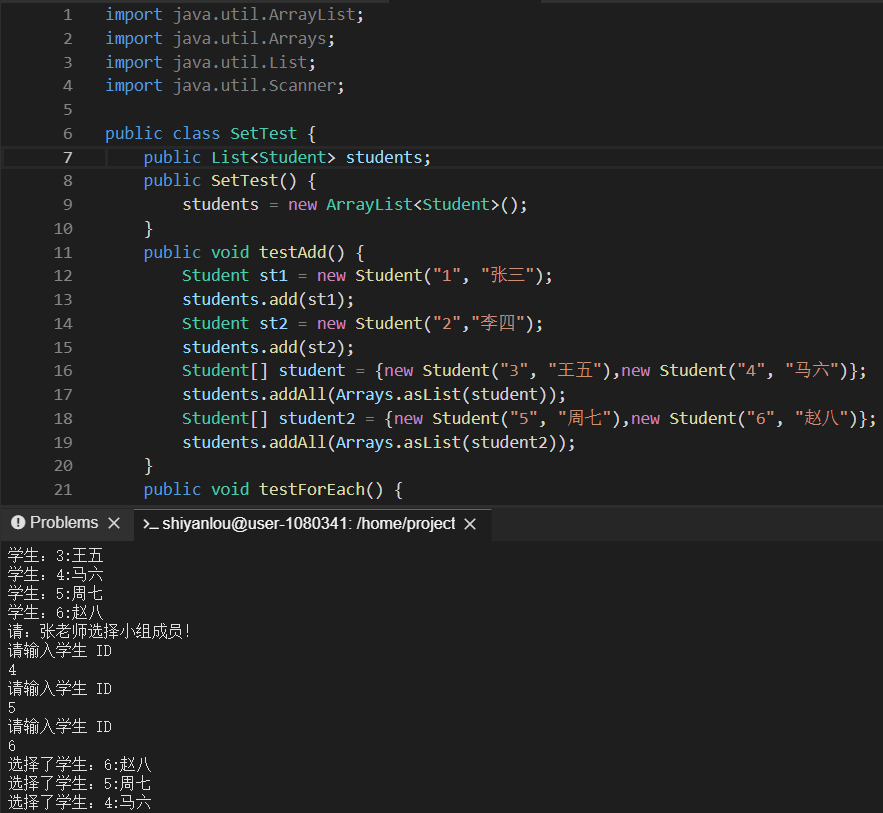 1 import java.util.ArrayList;
2 import java.util.Arrays;
3 import java.util.List;
4 import java.util.Scanner;
5
6 public class SetTest {
7 public List<Student> students;
8 public SetTest() {
9 students = new ArrayList<Student>();
10 }
11 public void testAdd() {
12 Student st1 = new Student("1", "张三");
13 students.add(st1);
14 Student st2 = new Student("2","李四");
15 students.add(st2);
16 Student[] student = {new Student("3", "王五"),new Student("4", "马六")};
17 students.addAll(Arrays.asList(student));
18 Student[] student2 = {new Student("5", "周七"),new Student("6", "赵八")};
19 students.addAll(Arrays.asList(student2));
20 }
21 public void testForEach() {
Problems × >_ shiyanlou@user-1080341: /home/project ×
学生：3:王五
学生：4:马六
学生：5:周七
学生：6:赵八
请：张老师选择小组成员！
请输入学生 ID
4
请输入学生 ID
5
请输入学生 ID
6
选择了学生：6:赵八
选择了学生：5:周七
选择了学生：4:马六